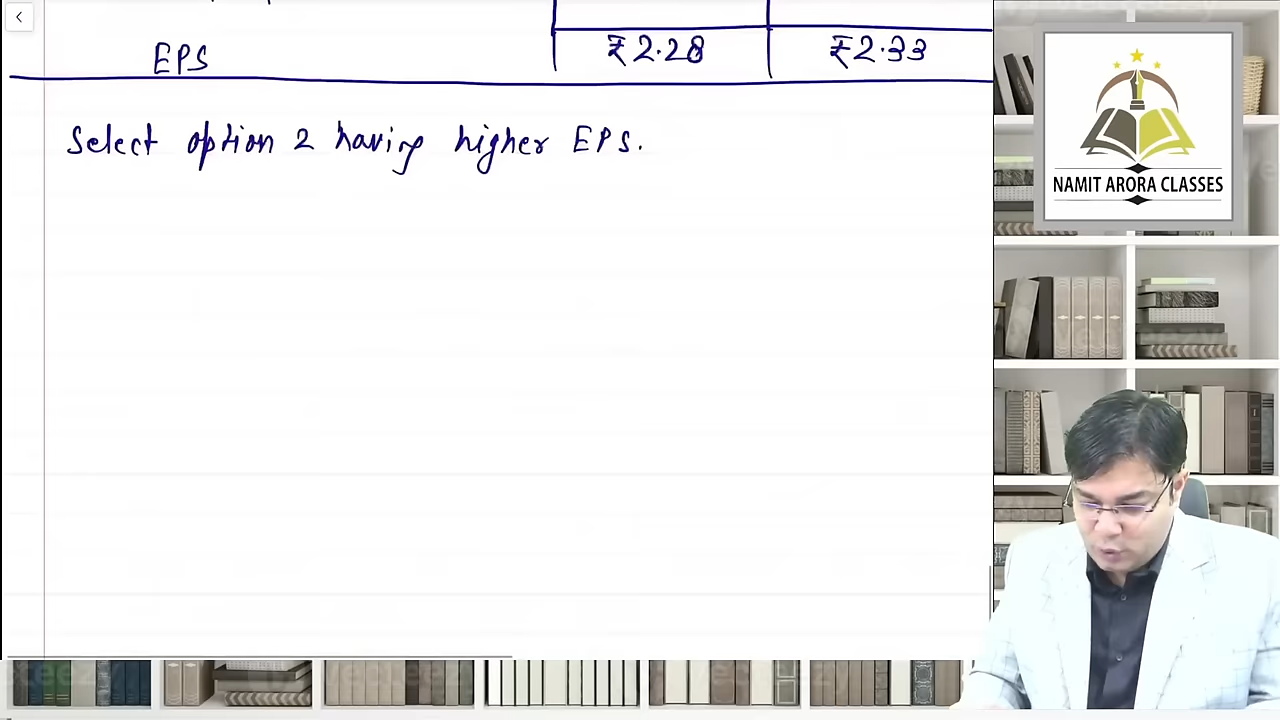 EPS ₹2.28 ₹2.33
Select option 2 having higher EPS.
NAMIT ARORA CLASSES